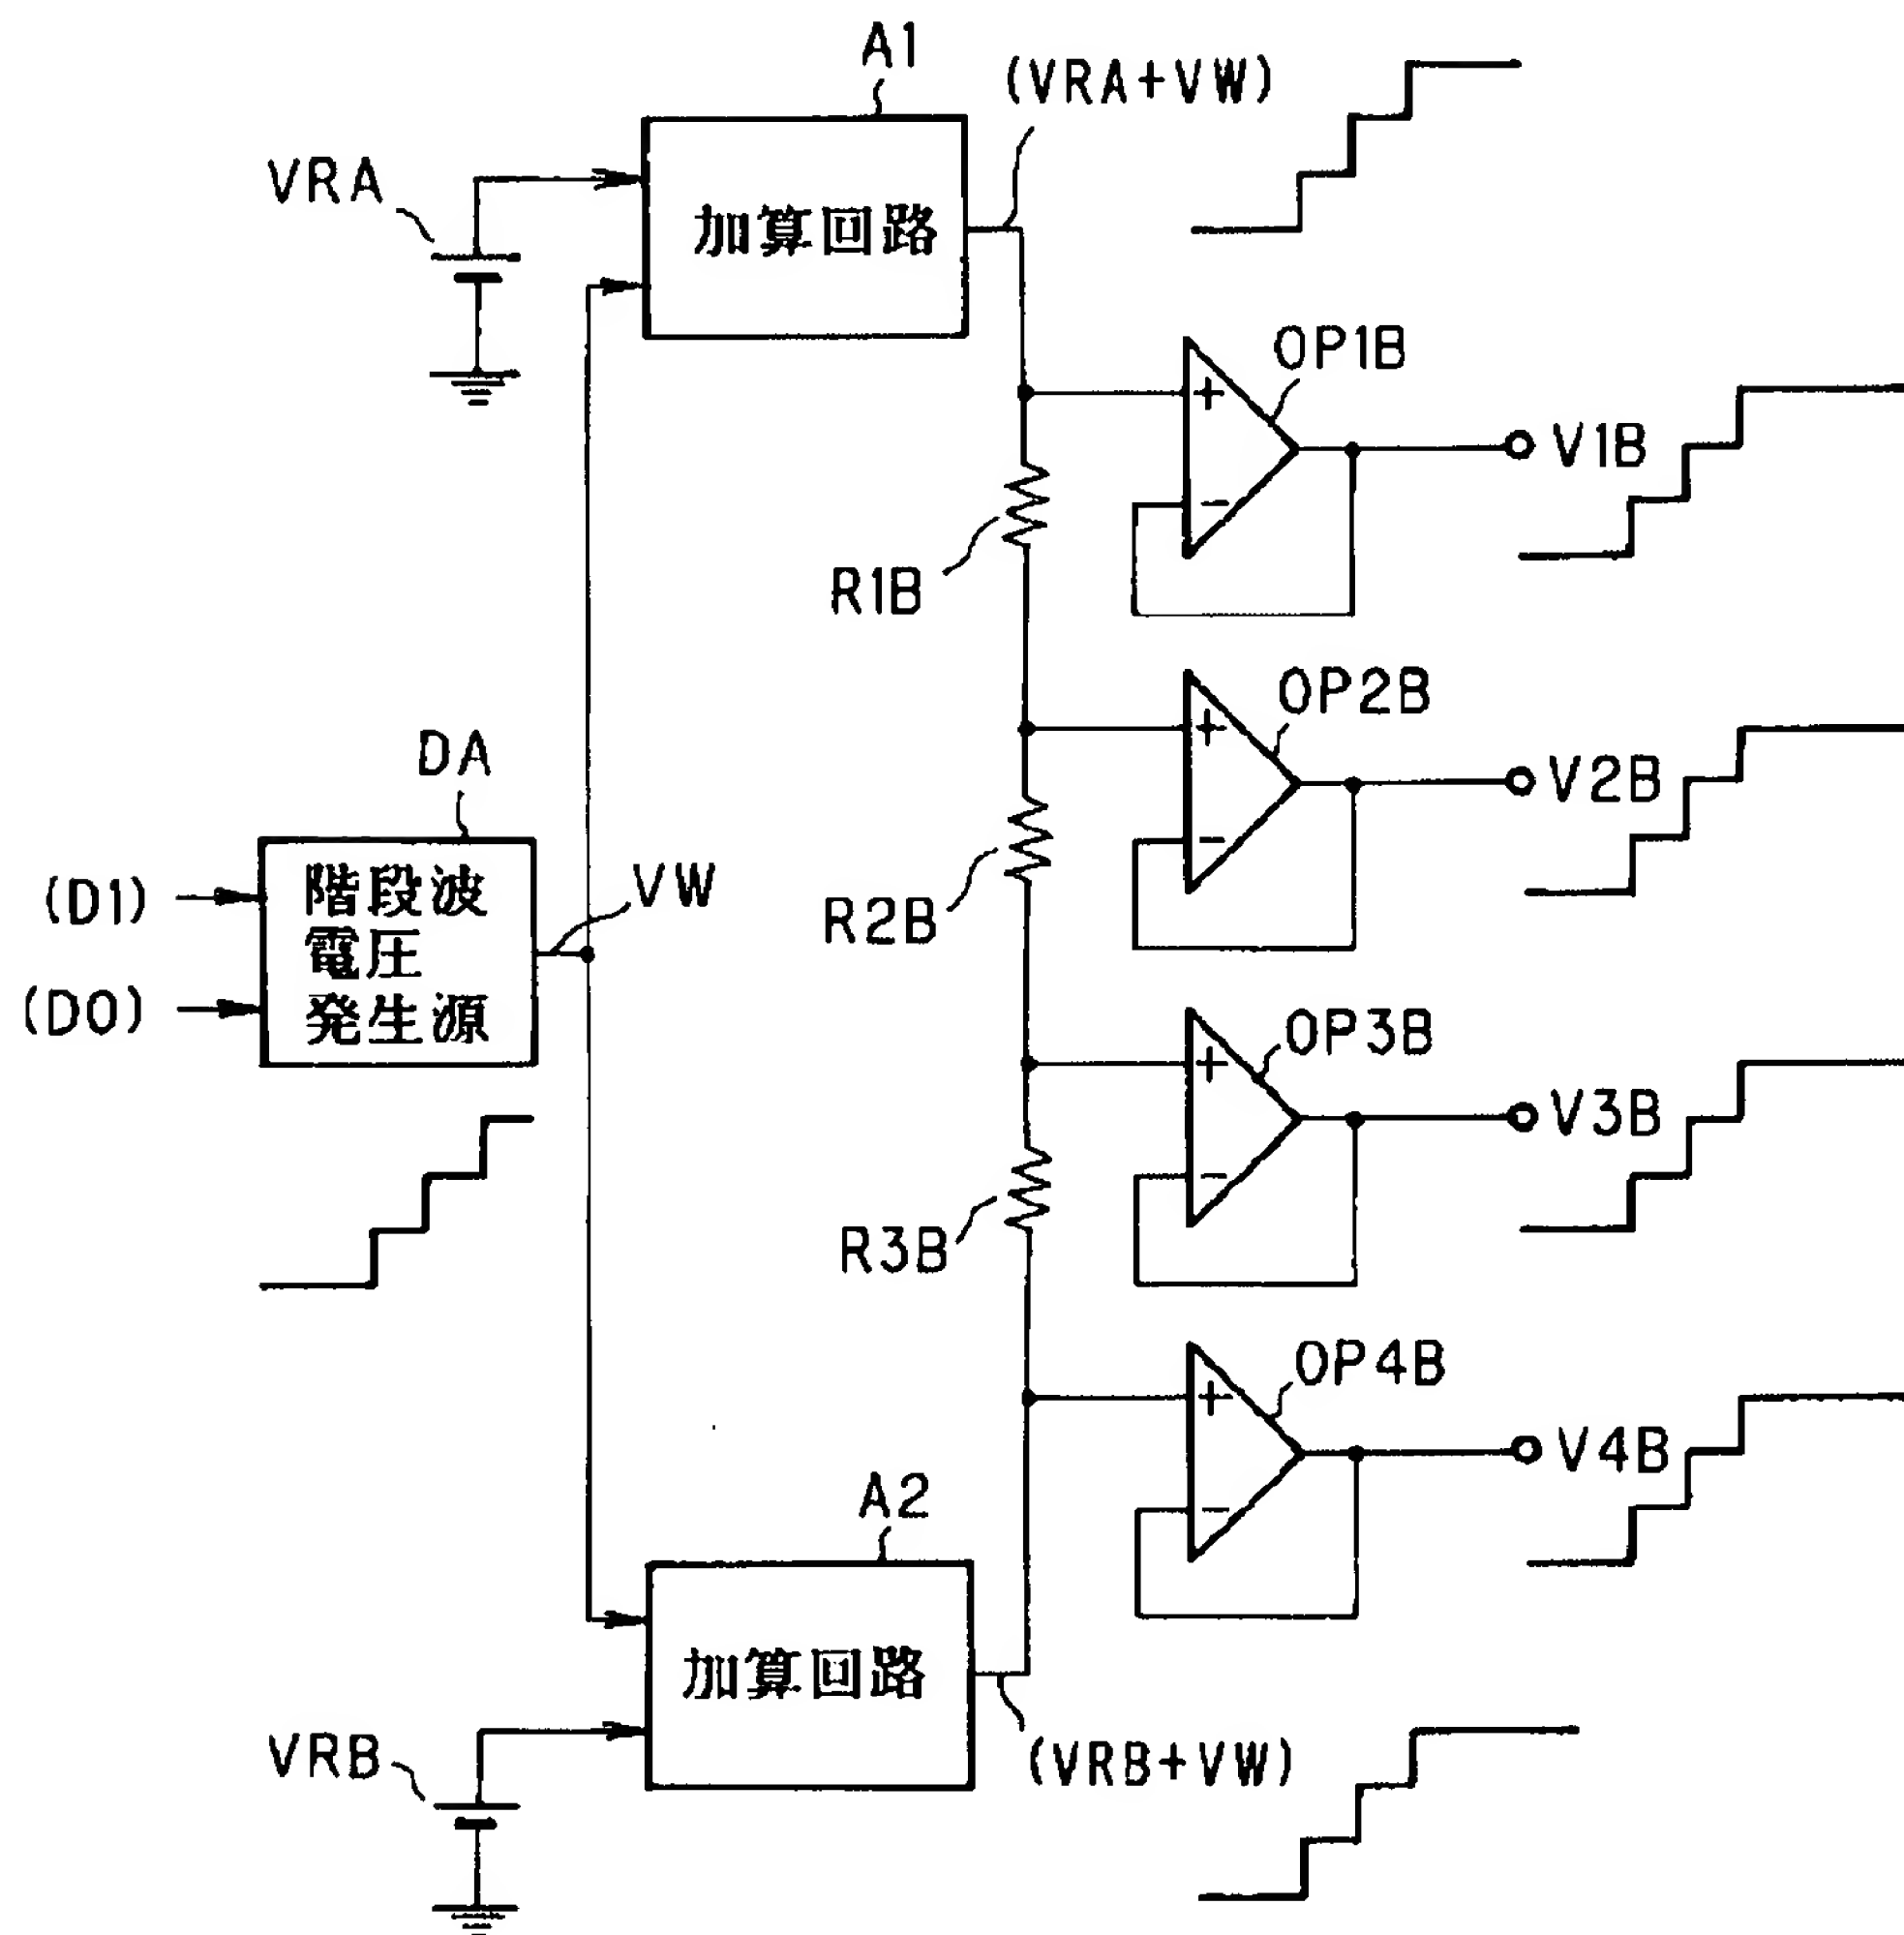 A1
(VRA+VW)
VRA
加算回路
OP1B
+
V1B
-
R1B
OP2B
+
DA
V2B
-
階段波
電圧
発生源
(D1)
VW
R2B
(D0)
OP3B
+
V3B
-
R3B
OP4B
+
V4B
A2
-
加算回路
VRB
(VRB+VW)